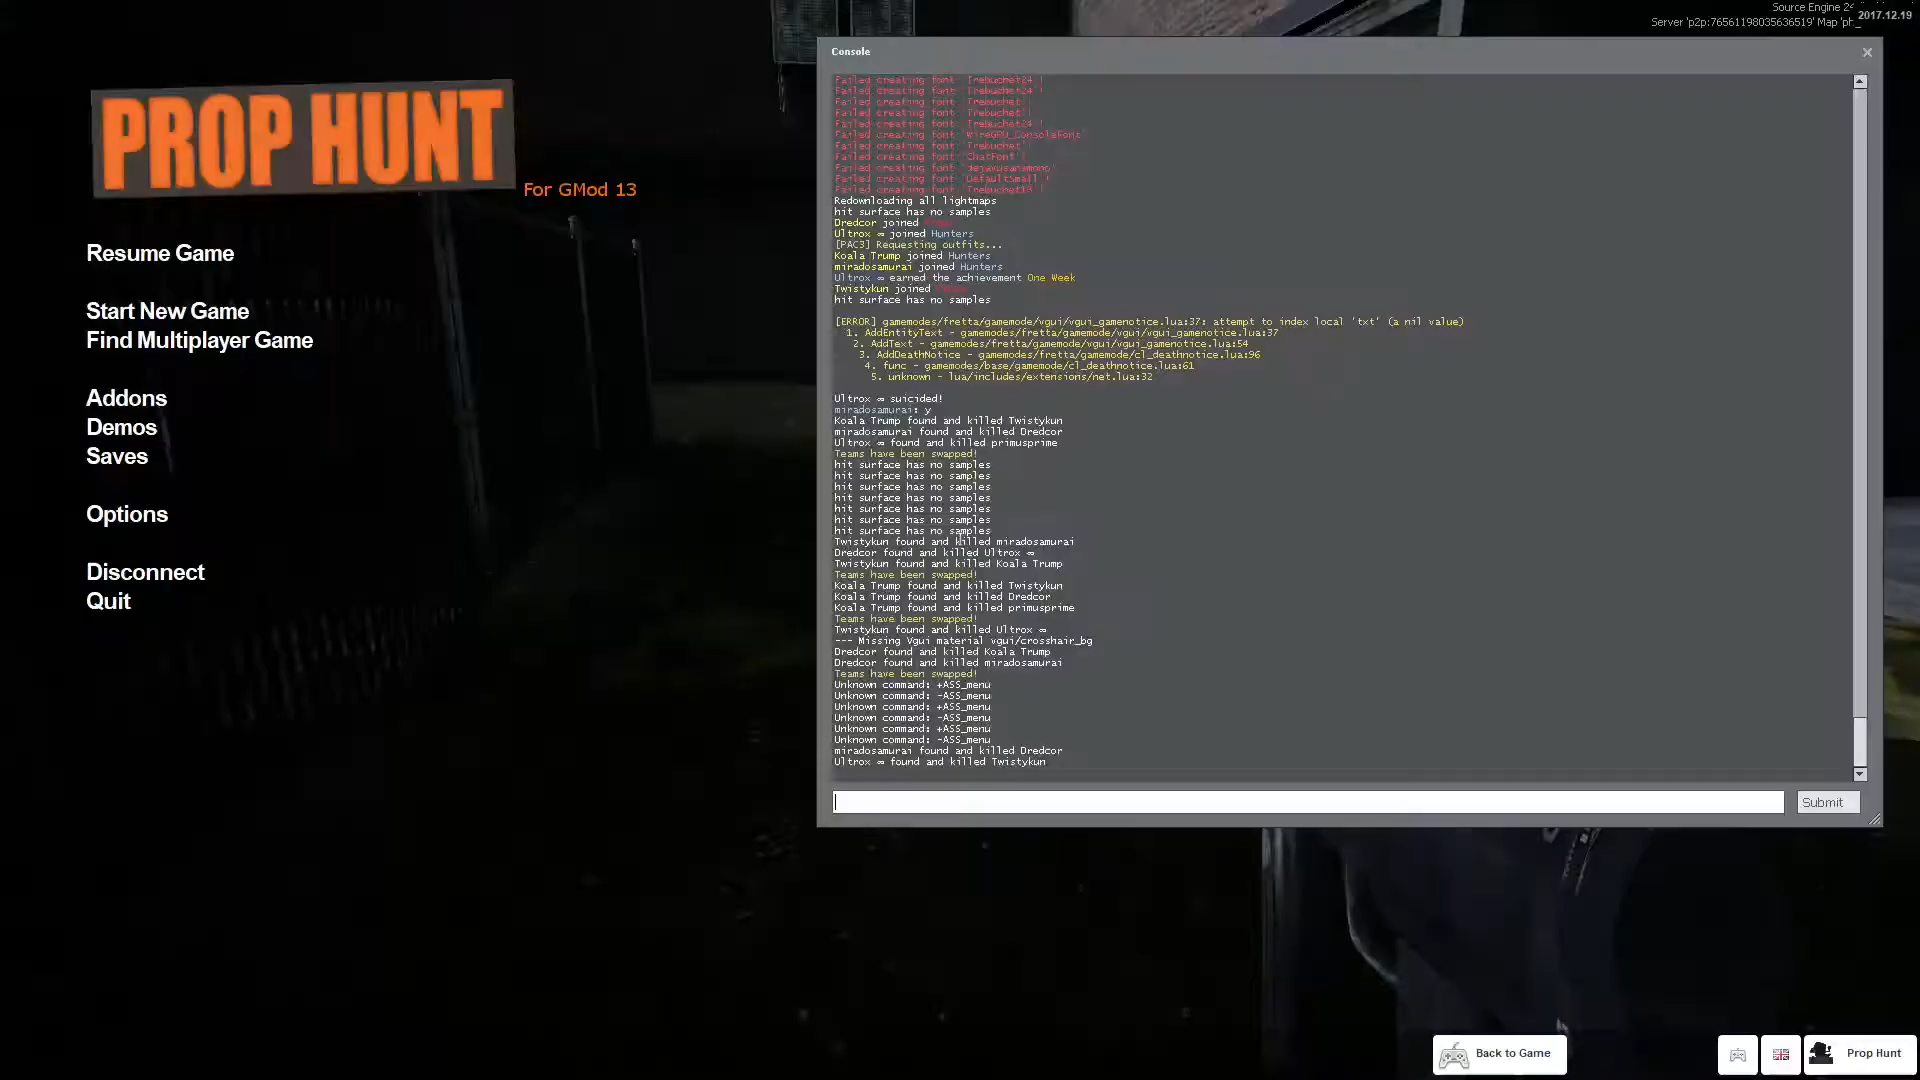 Source Engine 24
2017.12.19
Server 'p2p:76561198035636519' Map 'ph_
PROP HUNT
For GMod 13
Resume Game
Start New Game
Find Multiplayer Game
Addons
Demos
Saves
Options
Disconnect
Quit
Console
Failed creating font 'Trebuchet24'!
Failed creating font 'Trebuchet24'!
Failed creating font 'Trebuchet'!
Failed creating font 'Trebuchet'!
Failed creating font 'Trebuchet24'!
Failed creating font 'WireGPU_ConsoleFont'
Failed creating font 'Trebuchet'!
Failed creating font 'ChatFont'!
Failed creating font 'dejavusansmono'
Failed creating font 'DefaultSmall'!
Failed creating font 'Trebuchet18'!
Redownloading all lightmaps
hit surface has no samples
Dredcor joined
Ultrox ∞ joined Hunters
[PAC3] Requesting outfits...
Koala Trump joined Hunters
miradosamurai joined Hunters
Ultrox ∞ earned the achievement One Week
Twistykun joined
hit surface has no samples
[ERROR] gamemodes/fretta/gamemode/vgui/vgui_gamenotice.lua:37: attempt to index local 'txt' (a nil value)
1. AddEntityText - gamemodes/fretta/gamemode/vgui/vgui_gamenotice.lua:37
2. AddText - gamemodes/fretta/gamemode/vgui/vgui_gamenotice.lua:54
3. AddDeathNotice - gamemodes/fretta/gamemode/cl_deathnotice.lua:96
4. func - gamemodes/base/gamemode/cl_deathnotice.lua:61
5. unknown - lua/includes/extensions/net.lua:32
Ultrox ∞ suicided!
miradosamurai: y
Koala Trump found and killed Twistykun
miradosamurai found and killed Dredcor
Ultrox ∞ found and killed primusprime
Teams have been swapped!
hit surface has no samples
hit surface has no samples
hit surface has no samples
hit surface has no samples
hit surface has no samples
hit surface has no samples
hit surface has no samples
Twistykun found and killed miradosamurai
Dredcor found and killed Ultrox ∞
Twistykun found and killed Koala Trump
Teams have been swapped!
Koala Trump found and killed Twistykun
Koala Trump found and killed Dredcor
Koala Trump found and killed primusprime
Teams have been swapped!
Twistykun found and killed Ultrox ∞
--- Missing Vgui material vgui/crosshair_bg
Dredcor found and killed Koala Trump
Dredcor found and killed miradosamurai
Teams have been swapped!
Unknown command: +ASS_menu
Unknown command: -ASS_menu
Unknown command: +ASS_menu
Unknown command: -ASS_menu
Unknown command: +ASS_menu
Unknown command: -ASS_menu
miradosamurai found and killed Dredcor
Ultrox ∞ found and killed Twistykun
Submit
Back to Game
Prop Hunt